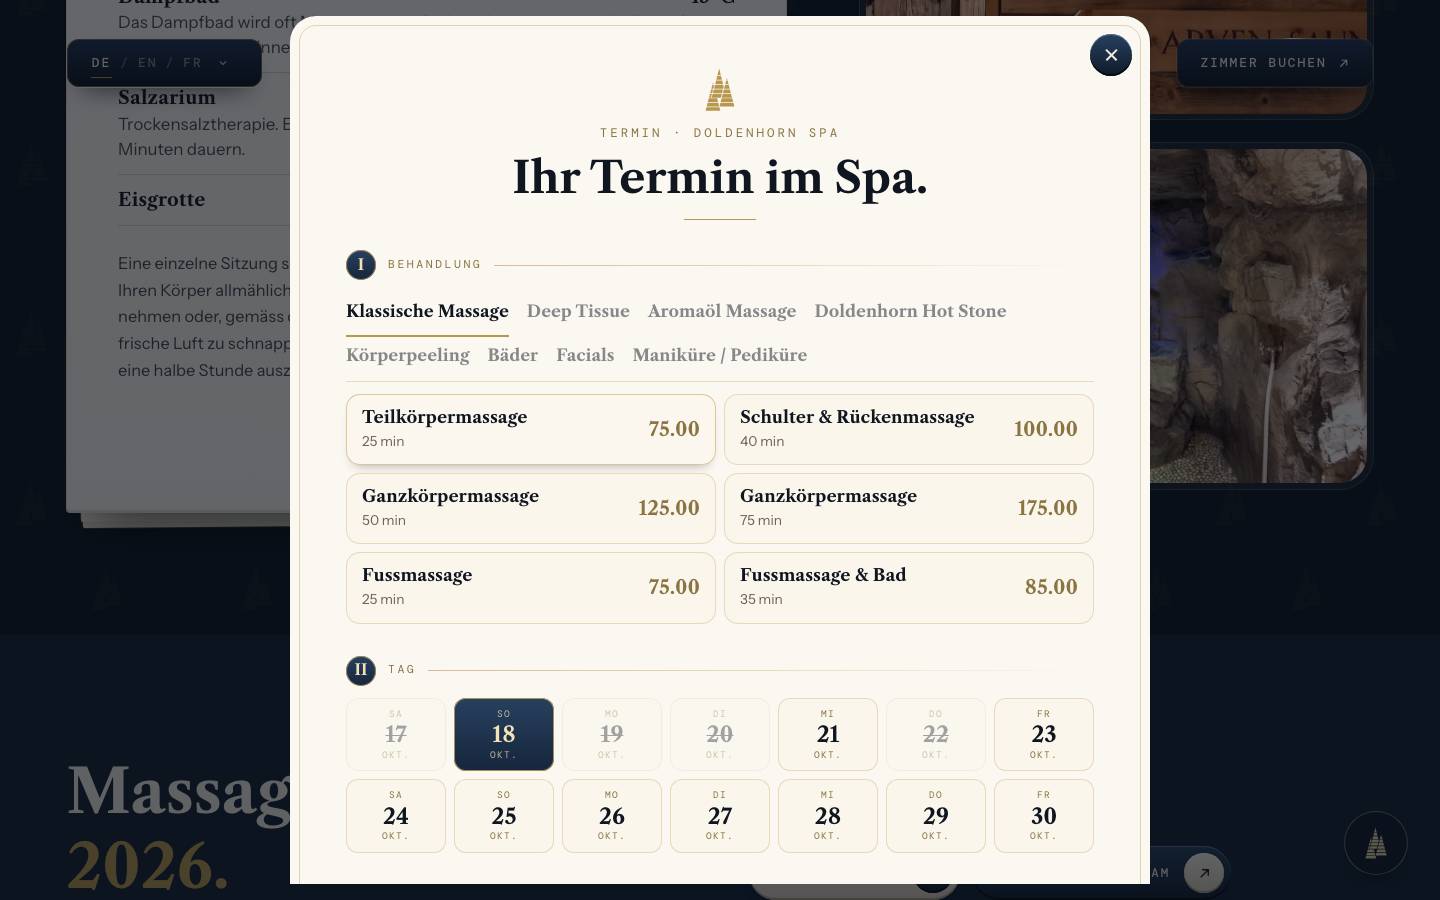 Dampfbad
15 °C
Das Dampfbad wird oft
DE / EN / FR
ZIMMER BUCHEN
Salzarium
Trockensalztherapie.
Minuten dauern.
Eisgrotte
Eine einzelne Sitzung
Ihren Körper allmählich
nehmen oder, gemäss
frische Luft zu
eine halbe Stunde
TERMIN · DOLDENHORN SPA
Ihr Termin im Spa.
I BEHANDLUNG
Klassische Massage Deep Tissue Aromaöl Massage Doldenhorn Hot Stone
Körperpeeling Bäder Facials Maniküre / Pediküre
Teilkörpermassage
25 min
75.00
Schulter & Rückenmassage
40 min
100.00
Ganzkörpermassage
50 min
125.00
Ganzkörpermassage
75 min
175.00
Fussmassage
25 min
75.00
Fussmassage & Bad
35 min
85.00
II TAG
SA
17
OKT.
SO
18
OKT.
MO
19
OKT.
DI
20
OKT.
MI
21
OKT.
DO
22
OKT.
FR
23
OKT.
SA
24
OKT.
SO
25
OKT.
MO
26
OKT.
DI
27
OKT.
MI
28
OKT.
DO
29
OKT.
FR
30
OKT.
Massag
2026.